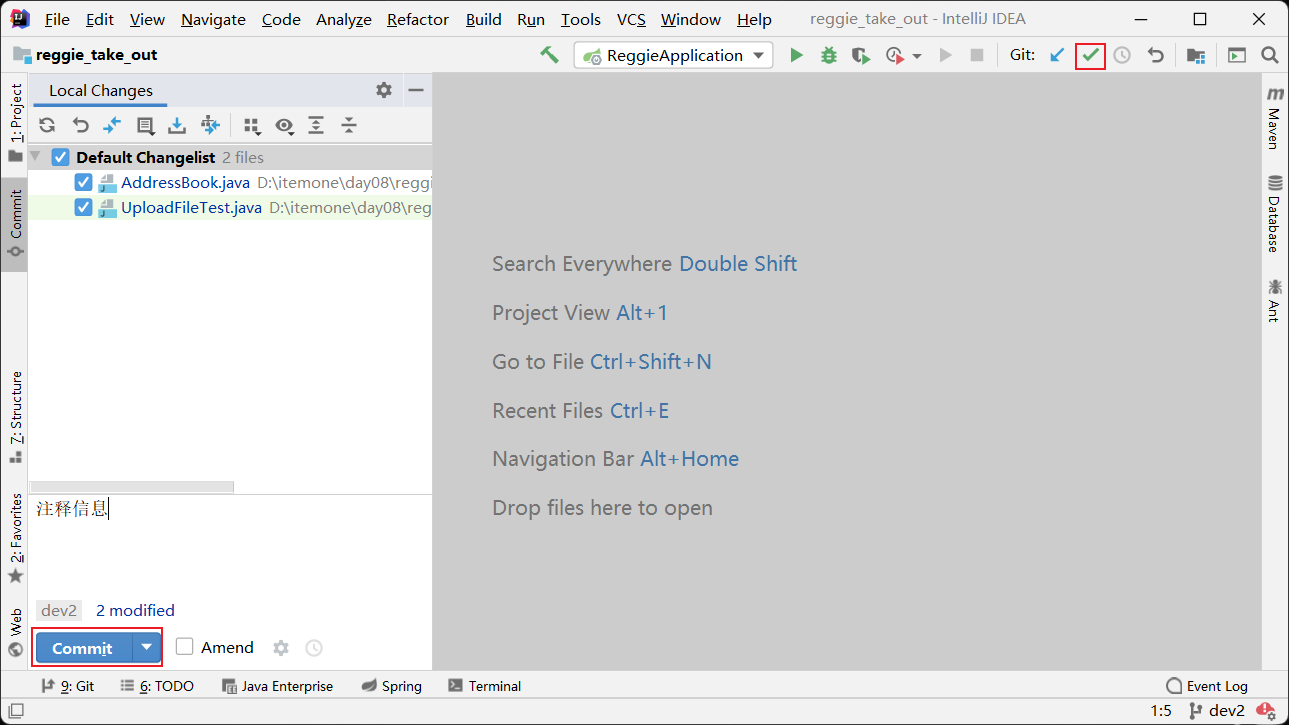 File Edit View Navigate Code Analyze Refactor Build Run Tools VCS Window Help reggie_take_out - IntelliJ IDEA
reggie_take_out ReggieApplication Git:
Local Changes
Default Changelist 2 files
AddressBook.java D:\itemone\day08\reggi
UploadFileTest.java D:\itemone\day08\reg
1: Project
Commit
7: Structure
2: Favorites
Web
Search Everywhere Double Shift
Project View Alt+1
Go to File Ctrl+Shift+N
Recent Files Ctrl+E
Navigation Bar Alt+Home
Drop files here to open
m Maven
Database
Ant
注释信息
dev2 2 modified
Commit Amend
9: Git 6: TODO Java Enterprise Spring Terminal Event Log
1:5 dev2